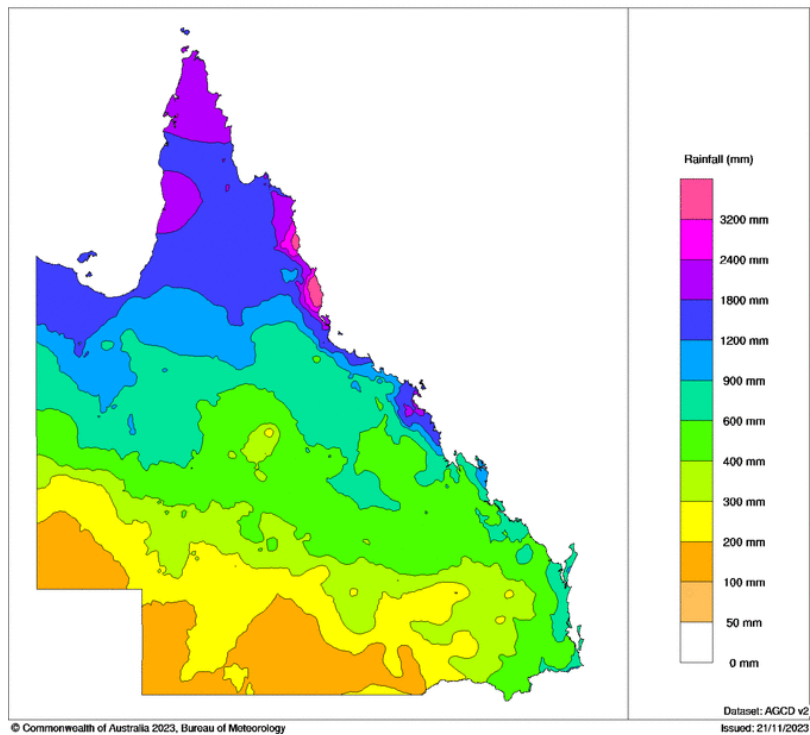 Rainfall (mm)
3200 mm
2400 mm
1800 mm
1200 mm
900 mm
600 mm
400 mm
300 mm
200 mm
100 mm
50 mm
0 mm
Dataset: AGCD v2
© Commonwealth of Australia 2023, Bureau of Meteorology
Issued: 21/11/2023